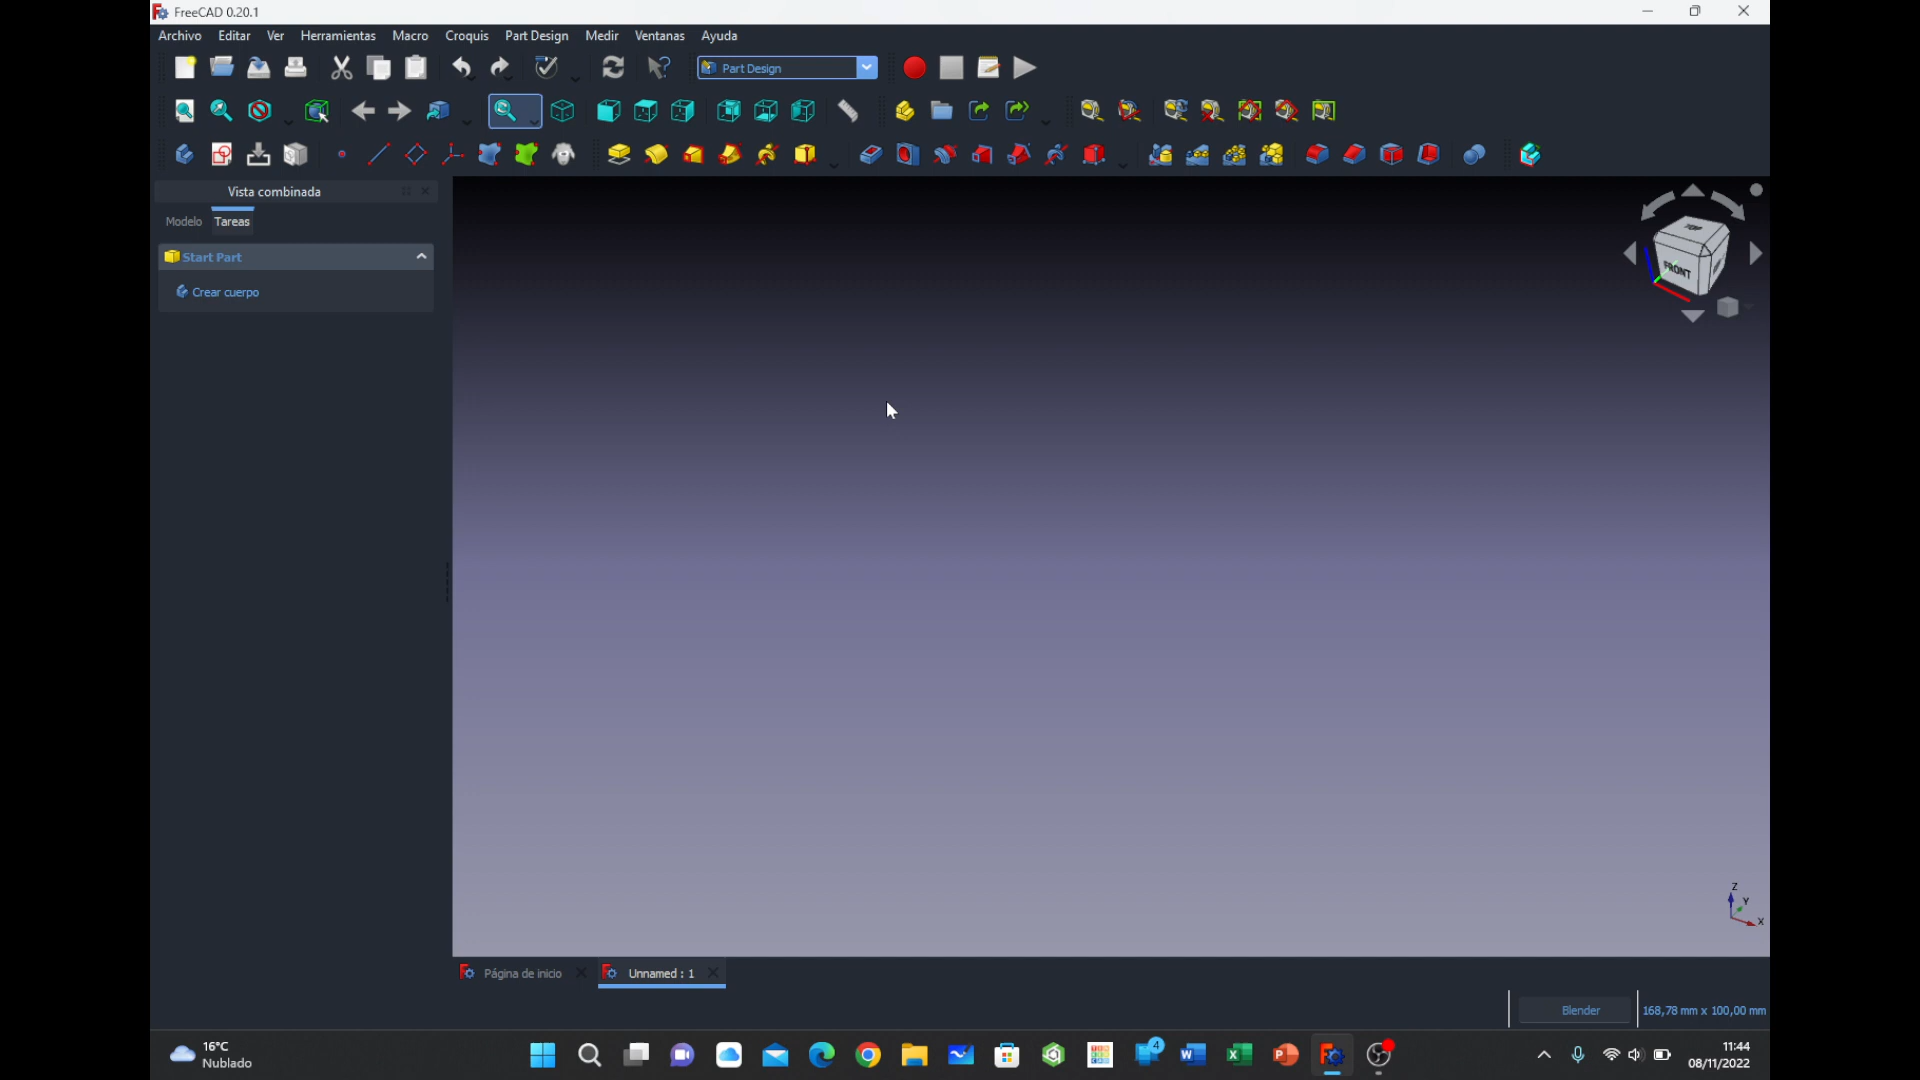 FreeCAD 0.20.1
Archivo Editar Ver Herramientas Macro Croquis Part Design Medir Ventanas Ayuda
Part Design
Vista combinada
Modelo Tareas
Start Part
Crear cuerpo
TOP
FRONT
Z
Y
X
Página de inicio Unnamed : 1
Blender 168,78 mm x 100,00 mm
16°C
Nublado
4
11:44
08/11/2022